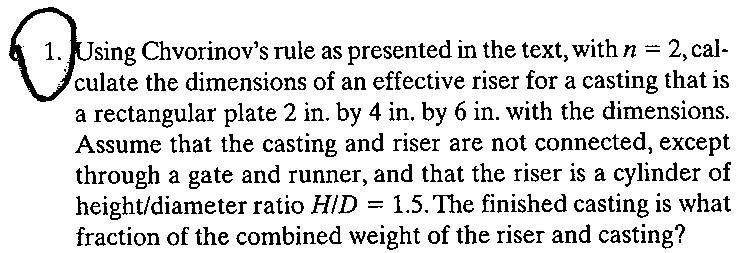 1. Using Chvorinov's rule as presented in the text, with n = 2, cal-
culate the dimensions of an effective riser for a casting that is
a rectangular plate 2 in. by 4 in. by 6 in. with the dimensions.
Assume that the casting and riser are not connected, except
through a gate and runner, and that the riser is a cylinder of
height/diameter ratio H/D = 1.5. The finished casting is what
fraction of the combined weight of the riser and casting?